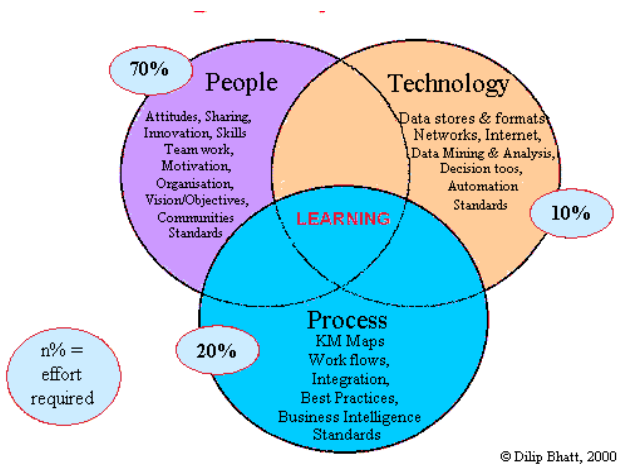 70%
People
Attitudes, Sharing,
Innovation, Skills
Team work,
Motivation,
Organisation,
Vision/Objectives,
Communities
Standards
Technology
Data stores & formats
Networks, Internet,
Data Mining & Analysis,
Decision toos,
Automation
Standards
10%
LEARNING
Process
KM Maps
Work flows,
Integration,
Best Practices,
Business Intelligence
Standards
20%
n% =
effort
required
© Dilip Bhatt, 2000